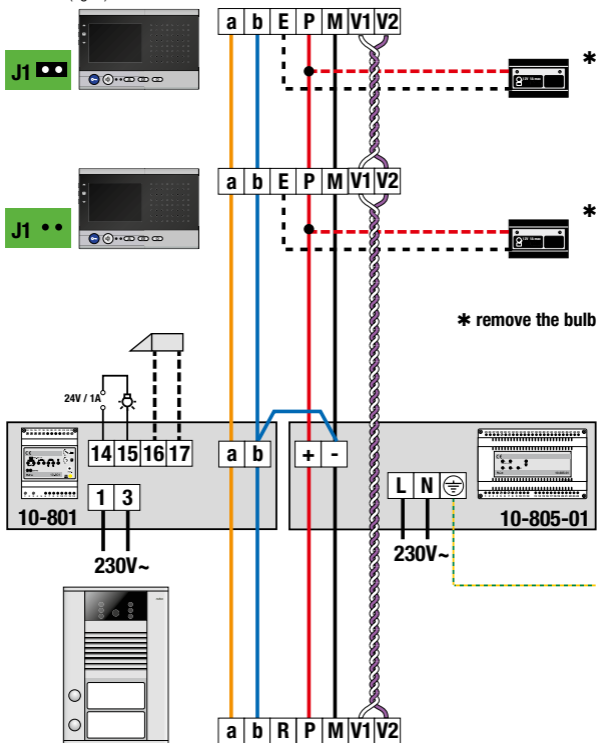 a b E P M V1 V2
J1
*
a b E P M V1 V2
J1
*
* remove the bulb
24V / 1A
14 15 16 17
a b
+ -
L N
1 3
10-801
10-805-01
230V~
230V~
a b R P M V1 V2